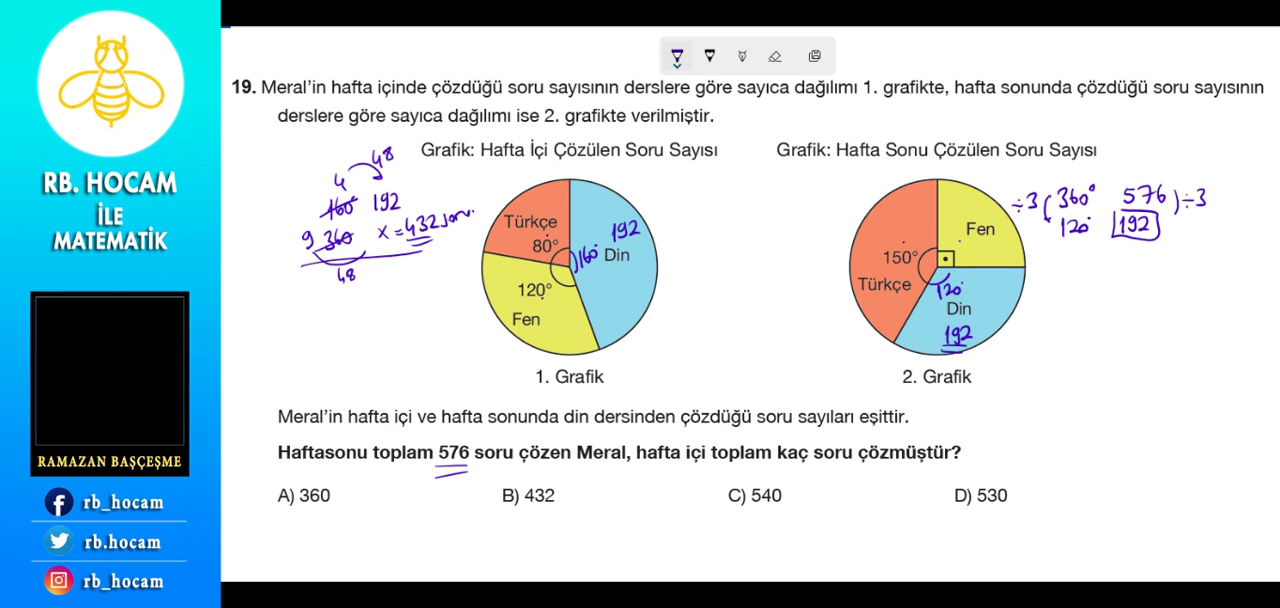 RB. HOCAM
İLE
MATEMATİK
RAMAZAN BAŞÇEŞME
rb_hocam
rb.hocam
rb_hocam
19. Meral'in hafta içinde çözdüğü soru sayısının derslere göre sayıca dağılımı 1. grafikte, hafta sonunda çözdüğü soru sayısının
derslere göre sayıca dağılımı ise 2. grafikte verilmiştir.
Grafik: Hafta İçi Çözülen Soru Sayısı
Grafik: Hafta Sonu Çözülen Soru Sayısı
4 48
160 192
9 360 x = 432 soru.
48
Türkçe
80°
192
160° Din
120°
Fen
1. Grafik
Fen
150°
Türkçe
120°
Din
192
2. Grafik
÷3 ( 360° 576 ) ÷3
120° 192
Meral'in hafta içi ve hafta sonunda din dersinden çözdüğü soru sayıları eşittir.
Haftasonu toplam 576 soru çözen Meral, hafta içi toplam kaç soru çözmüştür?
A) 360 B) 432 C) 540 D) 530